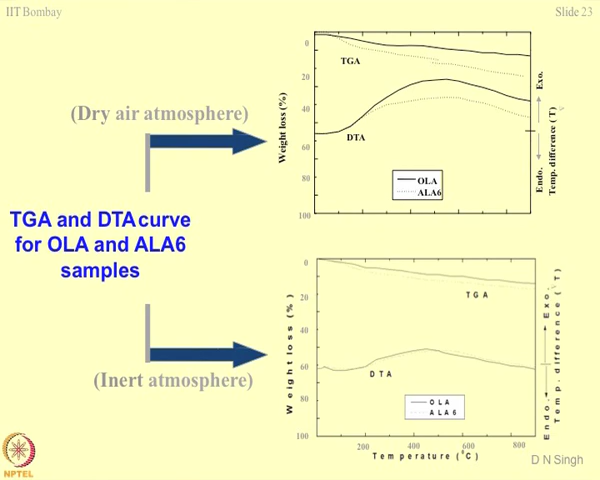 IIT Bombay
Slide 23
(Dry air atmosphere)
TGA and DTA curve
for OLA and ALA6
samples
(Inert atmosphere)
Weight loss (%)
0
20
40
60
80
100
TGA
DTA
OLA
ALA6
Endo.
Exo.
Temp. difference (T)
Weight loss (%)
0
20
40
60
80
100
TGA
DTA
OLA
ALA6
200
400
600
800
Temperature (°C)
Endo.
Exo.
Temp. difference (T)
D N Singh
NPTEL